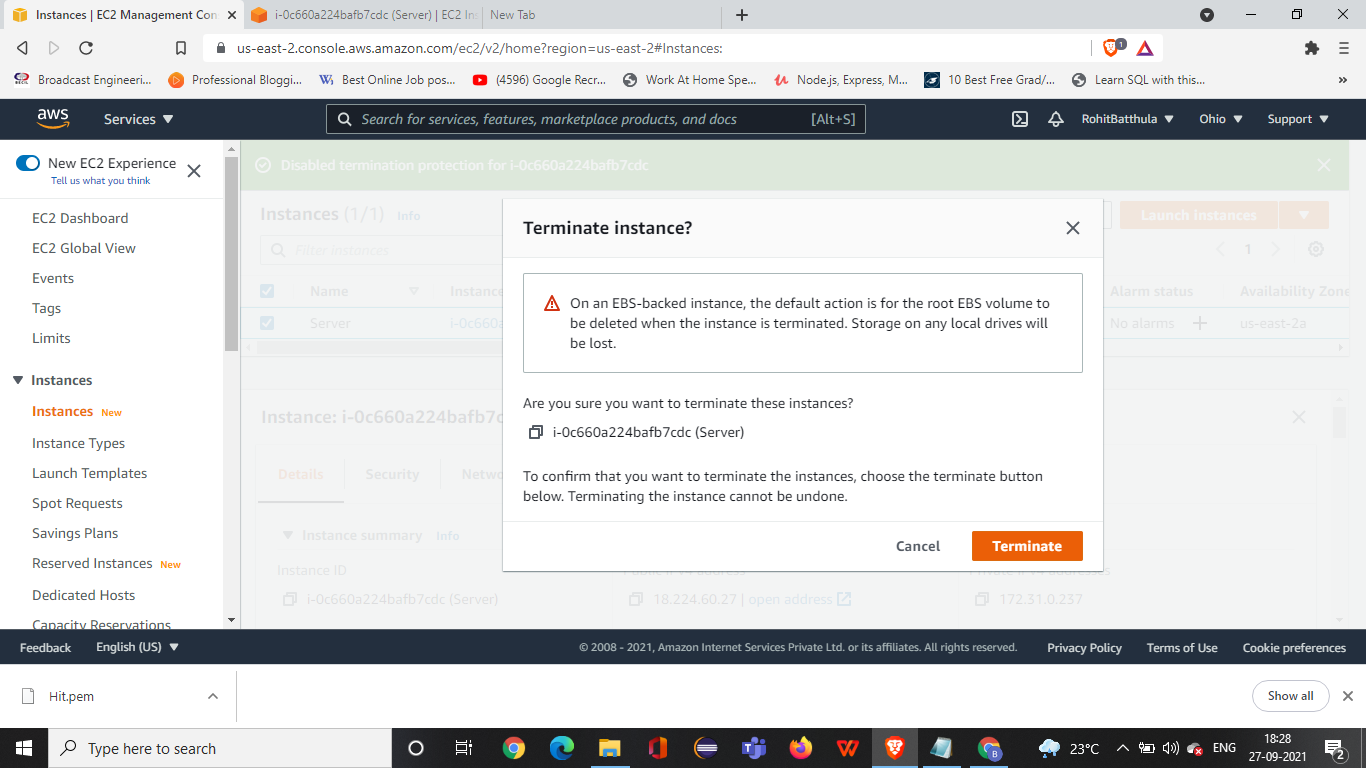 Instances | EC2 Management Con
i-0c660a224bafb7cdc (Server) | EC2 In
New Tab
us-east-2.console.aws.amazon.com/ec2/v2/home?region=us-east-2#Instances:
1
Broadcast Engineeri...
Professional Bloggi...
Best Online Job pos...
(4596) Google Recr...
Work At Home Spe...
Node.js, Express, M...
10 Best Free Grad/...
Learn SQL with this...
aws
Services
Search for services, features, marketplace products, and docs
[Alt+S]
RohitBatthula
Ohio
Support
New EC2 Experience
Tell us what you think
EC2 Dashboard
EC2 Global View
Events
Tags
Limits
Instances
Instances New
Instance Types
Launch Templates
Spot Requests
Savings Plans
Reserved Instances New
Dedicated Hosts
Capacity Reservations
Disabled termination protection for i-0c660a224bafb7cdc
Instances (1/1) Info
Launch instances
Filter instances
1
Name
Instance
Alarm status
Availability Zone
Server
i-0c660a
No alarms
us-east-2a
Instance: i-0c660a224bafb7c
Details
Security
Netwo
Instance summary Info
Instance ID
Public IPv4 address
Private IPv4 addresses
i-0c660a224bafb7cdc (Server)
18.224.60.27 | open address
172.31.0.237
Terminate instance?
On an EBS-backed instance, the default action is for the root EBS volume to
be deleted when the instance is terminated. Storage on any local drives will
be lost.
Are you sure you want to terminate these instances?
i-0c660a224bafb7cdc (Server)
To confirm that you want to terminate the instances, choose the terminate button
below. Terminating the instance cannot be undone.
Cancel
Terminate
Feedback
English (US)
© 2008 - 2021, Amazon Internet Services Private Ltd. or its affiliates. All rights reserved.
Privacy Policy
Terms of Use
Cookie preferences
Hit.pem
Show all
Type here to search
23°C
ENG
18:28
27-09-2021
2